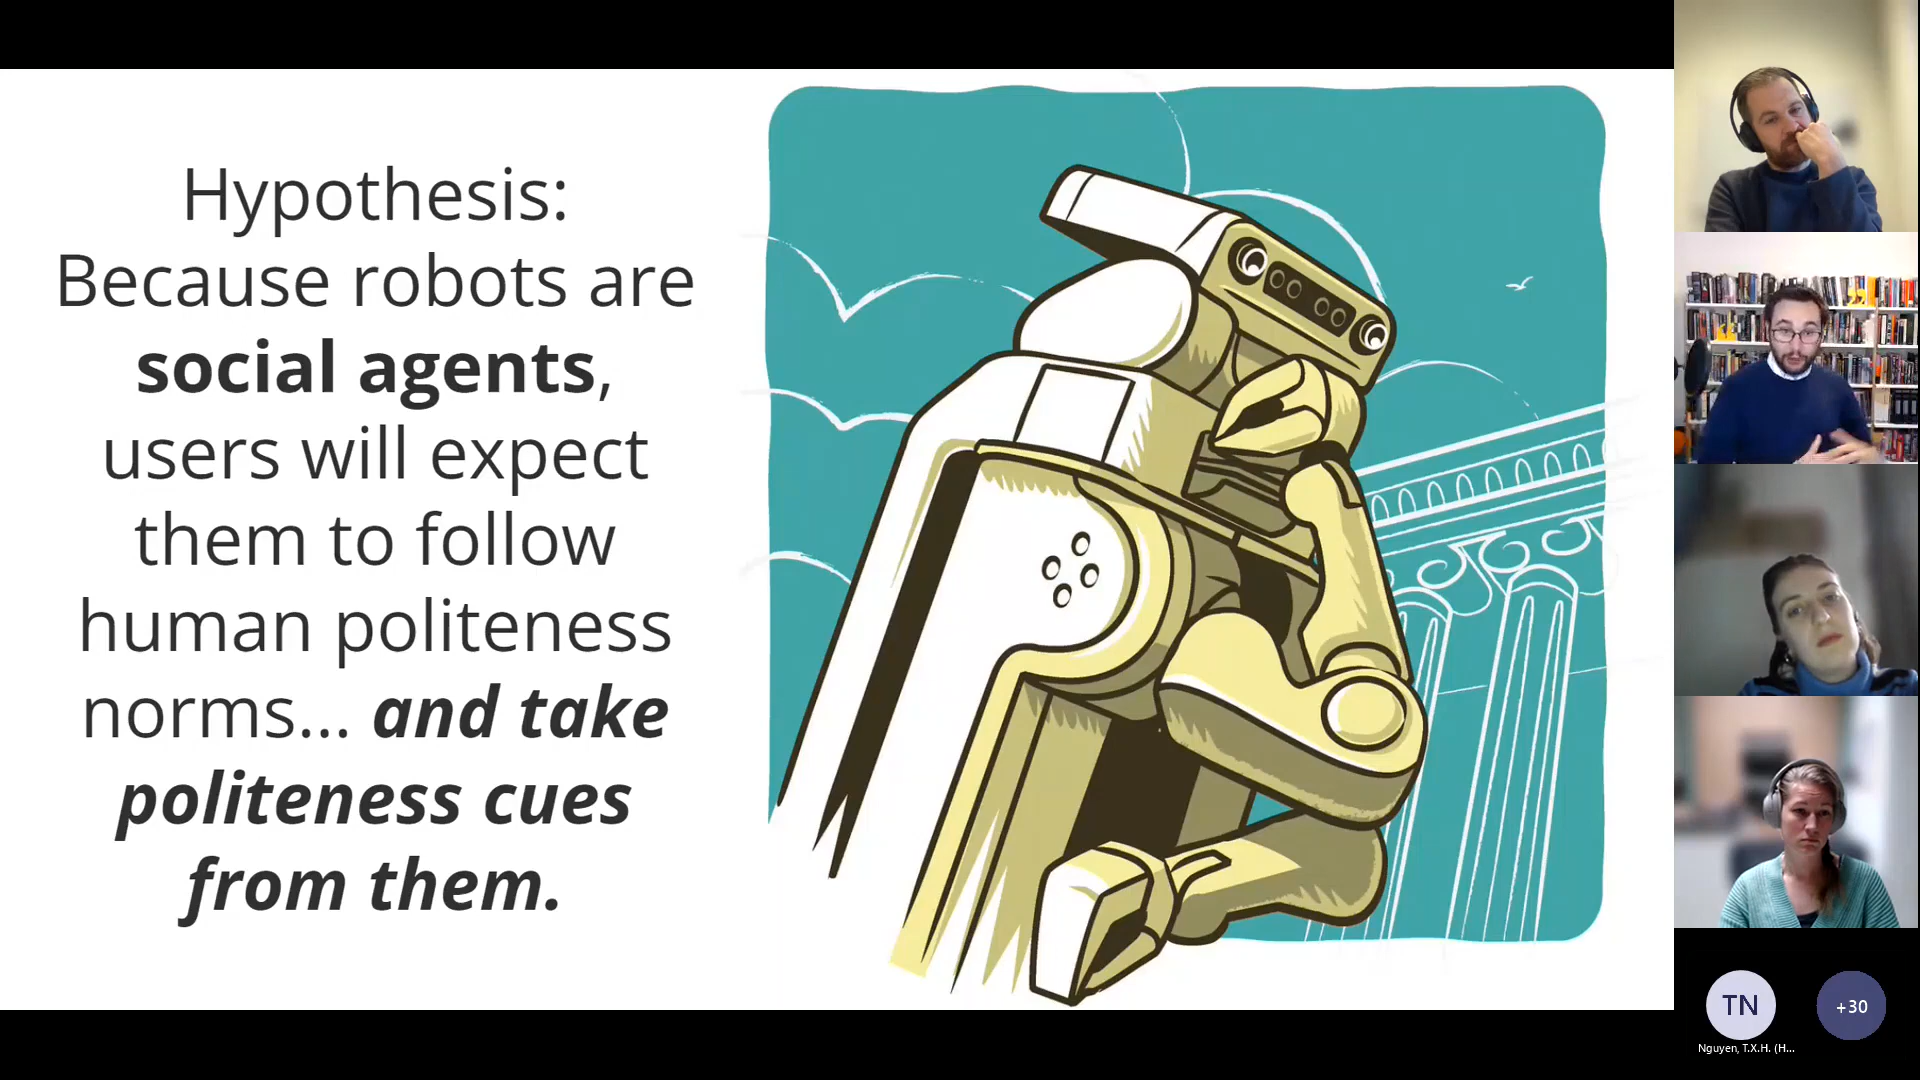 Hypothesis:
Because robots are
social agents,
users will expect
them to follow
human politeness
norms... and take
politeness cues
from them.
TN
+30
Nguyen, T.X.H. (H...